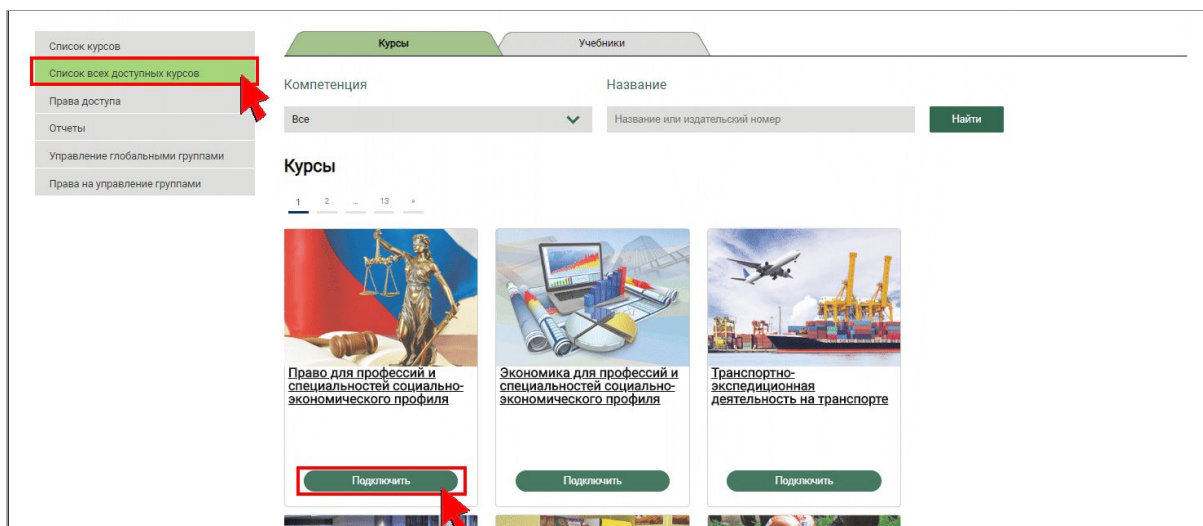 Список курсов
Список всех доступных курсов
Права доступа
Отчеты
Управление глобальными группами
Права на управление группами
Курсы
Учебники
Компетенция
Название
Все
Название или издательский номер
Найти
Курсы
1 2 ... 13 »
Право для профессий и
специальностей социально-
экономического профиля
Подключить
Экономика для профессий и
специальностей социально-
экономического профиля
Подключить
Транспортно-
экспедиционная
деятельность на транспорте
Подключить